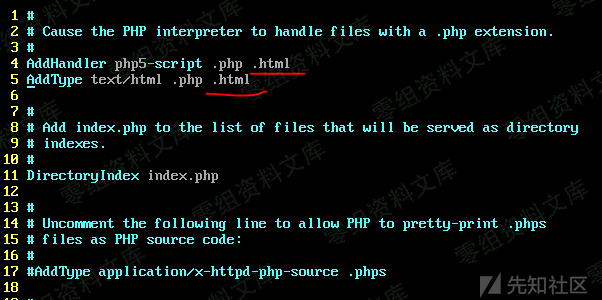 1 #
2 # Cause the PHP interpreter to handle files with a .php extension.
3 #
4 AddHandler php5-script .php .html
5 AddType text/html .php .html
6
7 #
8 # Add index.php to the list of files that will be served as directory
9 # indexes.
10 #
11 DirectoryIndex index.php
12
13 #
14 # Uncomment the following line to allow PHP to pretty-print .phps
15 # files as PHP source code:
16 #
17 #AddType application/x-httpd-php-source .phps
18
零组资料文库
先知社区